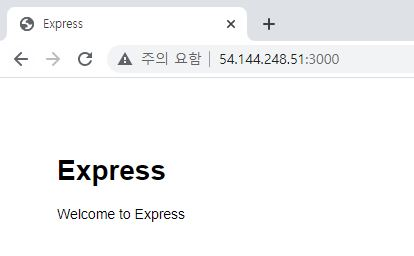 Express
주의 요함 54.144.248.51:3000
Express
Welcome to Express